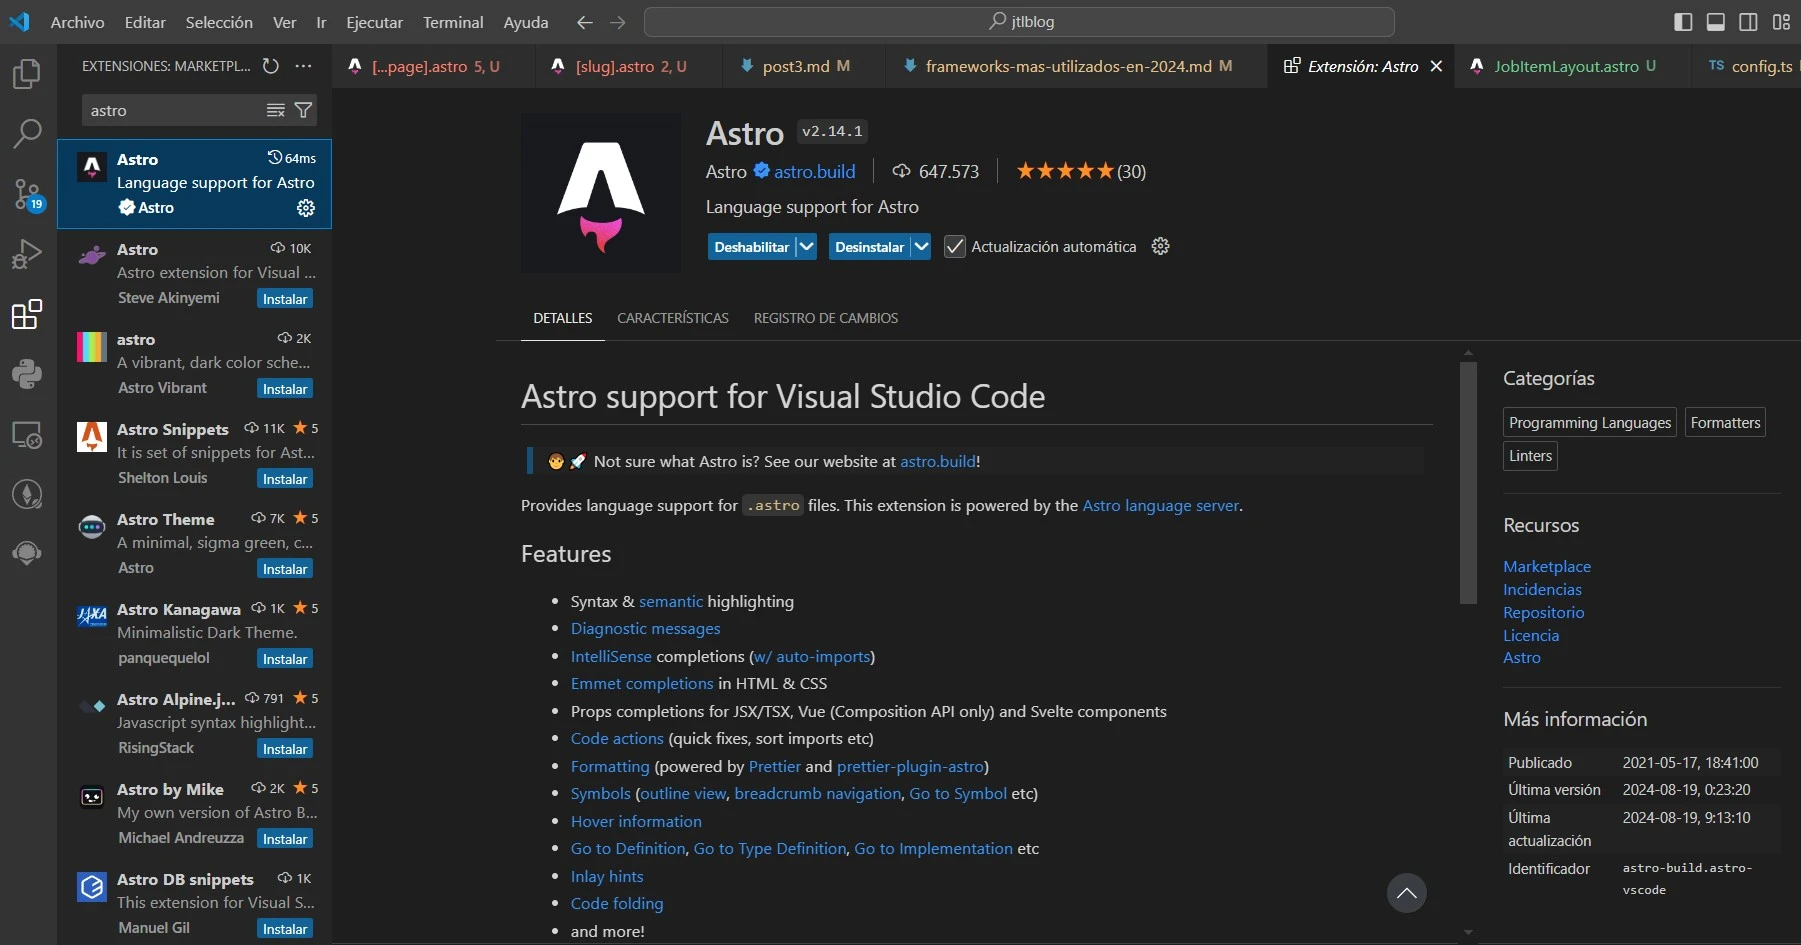 Archivo Editar Selección Ver Ir Ejecutar Terminal Ayuda jtlblog
EXTENSIONES: MARKETPL...
[...page].astro 5, U [slug].astro 2, U post3.md M frameworks-mas-utilizados-en-2024.md M Extensión: Astro JobItemLayout.astro U TS config.ts
astro
19
Astro 64ms
Language support for Astro
Astro
Astro 10K
Astro extension for Visual ...
Steve Akinyemi Instalar
astro 2K
A vibrant, dark color sche...
Astro Vibrant Instalar
Astro Snippets 11K ★ 5
It is set of snippets for Ast...
Shelton Louis Instalar
Astro Theme 7K ★ 5
A minimal, sigma green, c...
Astro Instalar
JAXA
Astro Kanagawa 1K ★ 5
Minimalistic Dark Theme.
panquequelol Instalar
Astro Alpine.j... 791 ★ 5
Javascript syntax highlight...
RisingStack Instalar
Astro by Mike 2K ★ 5
My own version of Astro B...
Michael Andreuzza Instalar
Astro DB snippets 1K
This extension for Visual S...
Manuel Gil Instalar
Astro v2.14.1
Astro astro.build 647.573 ★★★★★(30)
Language support for Astro
Deshabilitar Desinstalar Actualización automática
DETALLES CARACTERÍSTICAS REGISTRO DE CAMBIOS
Astro support for Visual Studio Code
🧑‍🚀 Not sure what Astro is? See our website at astro.build!
Provides language support for .astro files. This extension is powered by the Astro language server.
Features
• Syntax & semantic highlighting
• Diagnostic messages
• IntelliSense completions (w/ auto-imports)
• Emmet completions in HTML & CSS
• Props completions for JSX/TSX, Vue (Composition API only) and Svelte components
• Code actions (quick fixes, sort imports etc)
• Formatting (powered by Prettier and prettier-plugin-astro)
• Symbols (outline view, breadcrumb navigation, Go to Symbol etc)
• Hover information
• Go to Definition, Go to Type Definition, Go to Implementation etc
• Inlay hints
• Code folding
• and more!
Categorías
Programming Languages Formatters
Linters
Recursos
Marketplace
Incidencias
Repositorio
Licencia
Astro
Más información
Publicado 2021-05-17, 18:41:00
Última versión 2024-08-19, 0:23:20
Última 2024-08-19, 9:13:10
actualización
Identificador astro-build.astro-
vscode